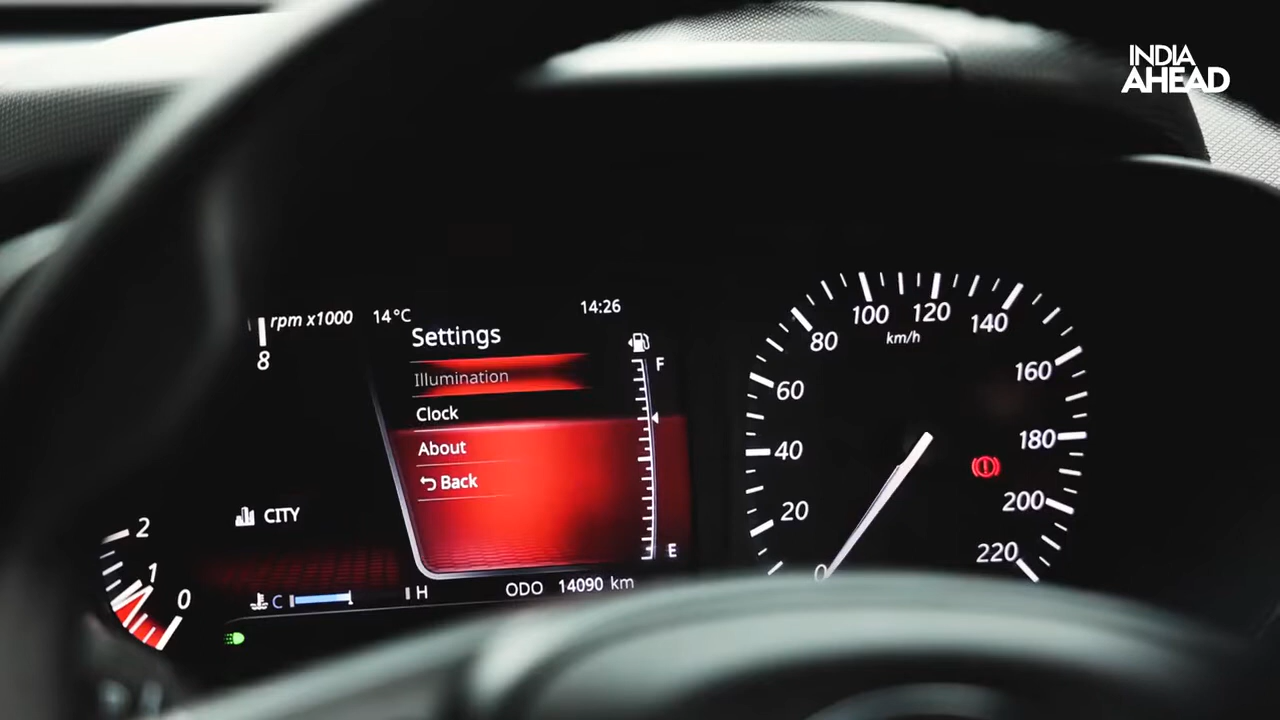 INDIA
AHEAD
rpm x1000
14°C
14:26
8
Settings
Illumination
Clock
About
Back
F
E
CITY
2
1
0
C
H
ODO 14090 km
0
20
40
60
80
100
120
140
160
180
200
220
km/h